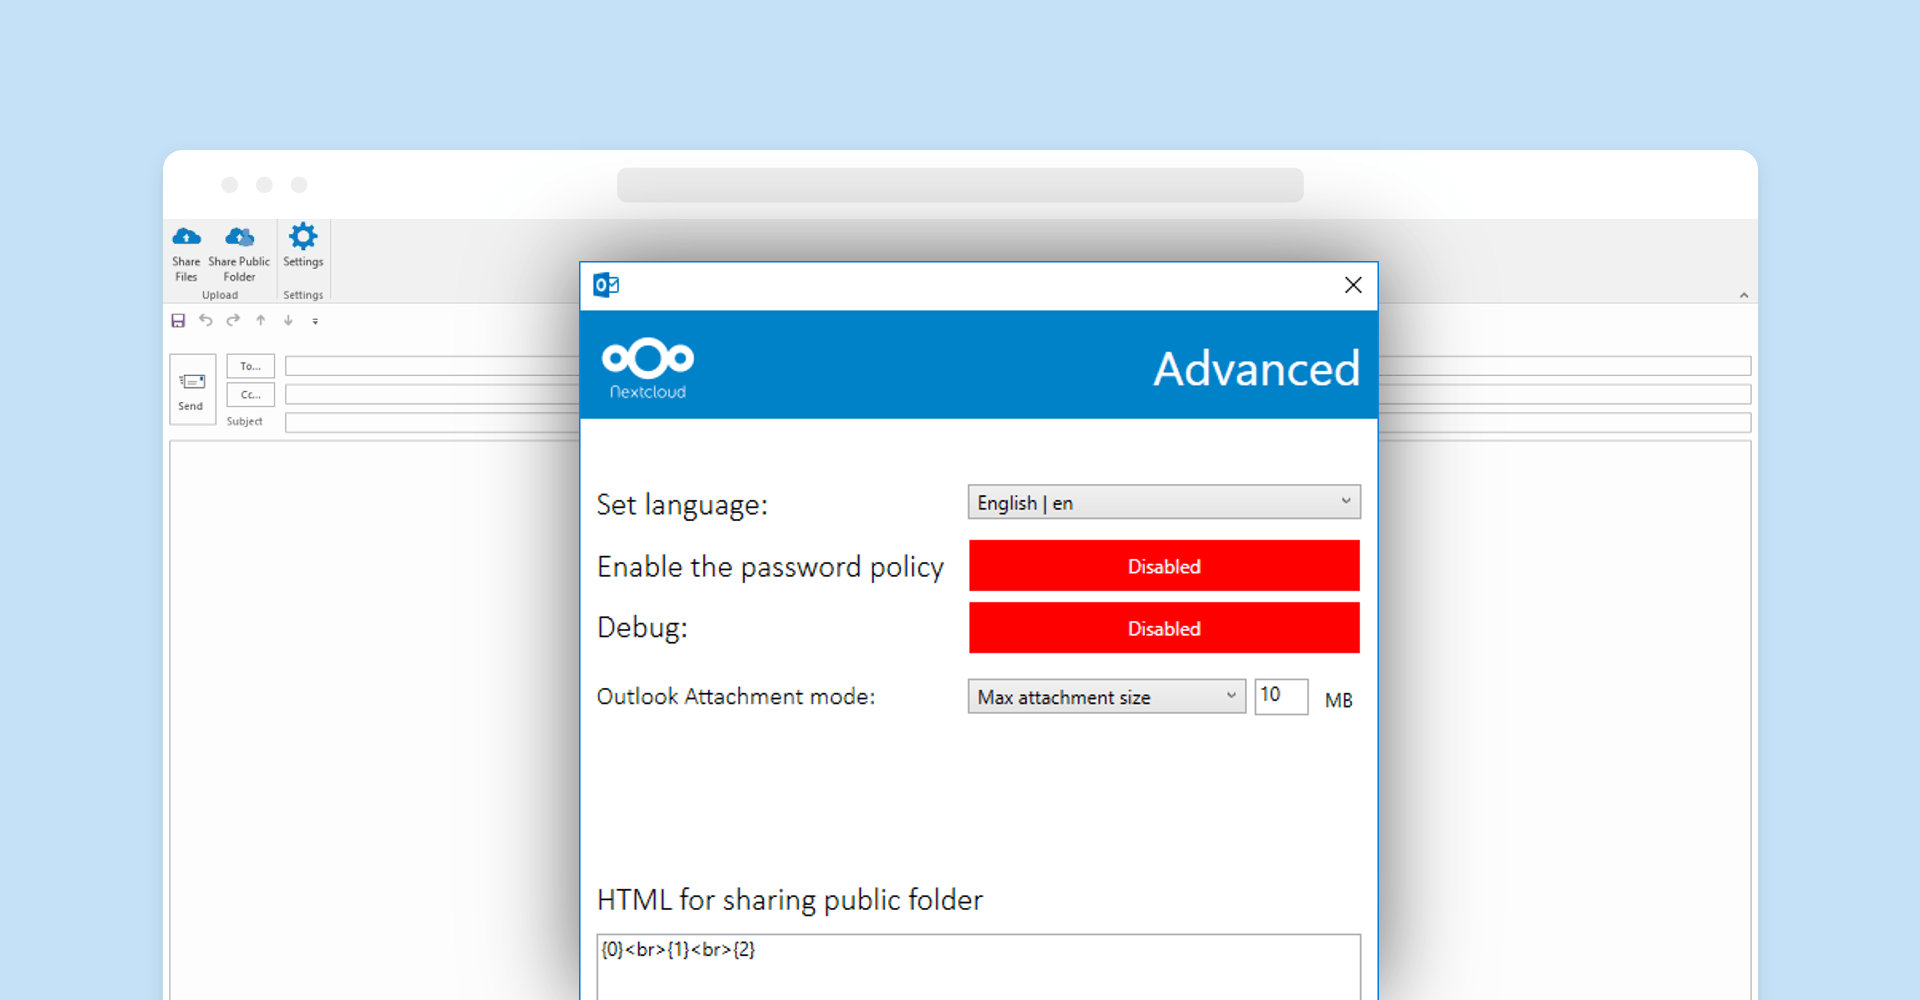 Share Files
Share Public Folder
Upload
Settings
Settings
Send
To...
Cc...
Subject
Nextcloud
Advanced
Set language:
English | en
Enable the password policy
Disabled
Debug:
Disabled
Outlook Attachment mode:
Max attachment size
10
MB
HTML for sharing public folder
{0}<br>{1}<br>{2}